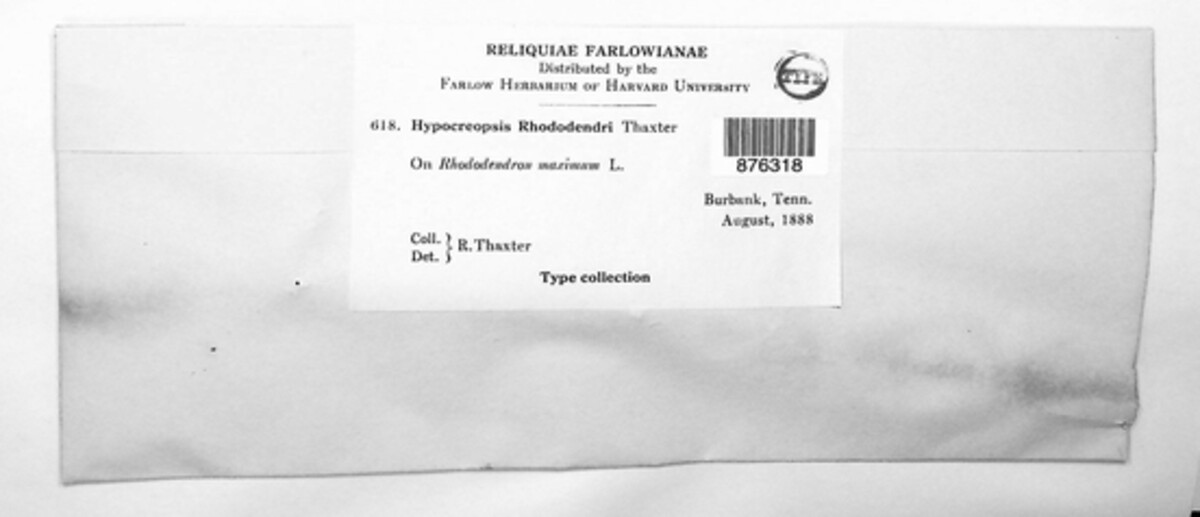 RELIQUIAE FARLOWIANAE
Distributed by the
FARLOW HERBARIUM OF HARVARD UNIVERSITY
618. Hypocreopsis Rhododendri Thaxter
876318
On Rhododendron maximum L.
Burbank, Tenn.
August, 1888
Coll. } R. Thaxter
Det.
Type collection